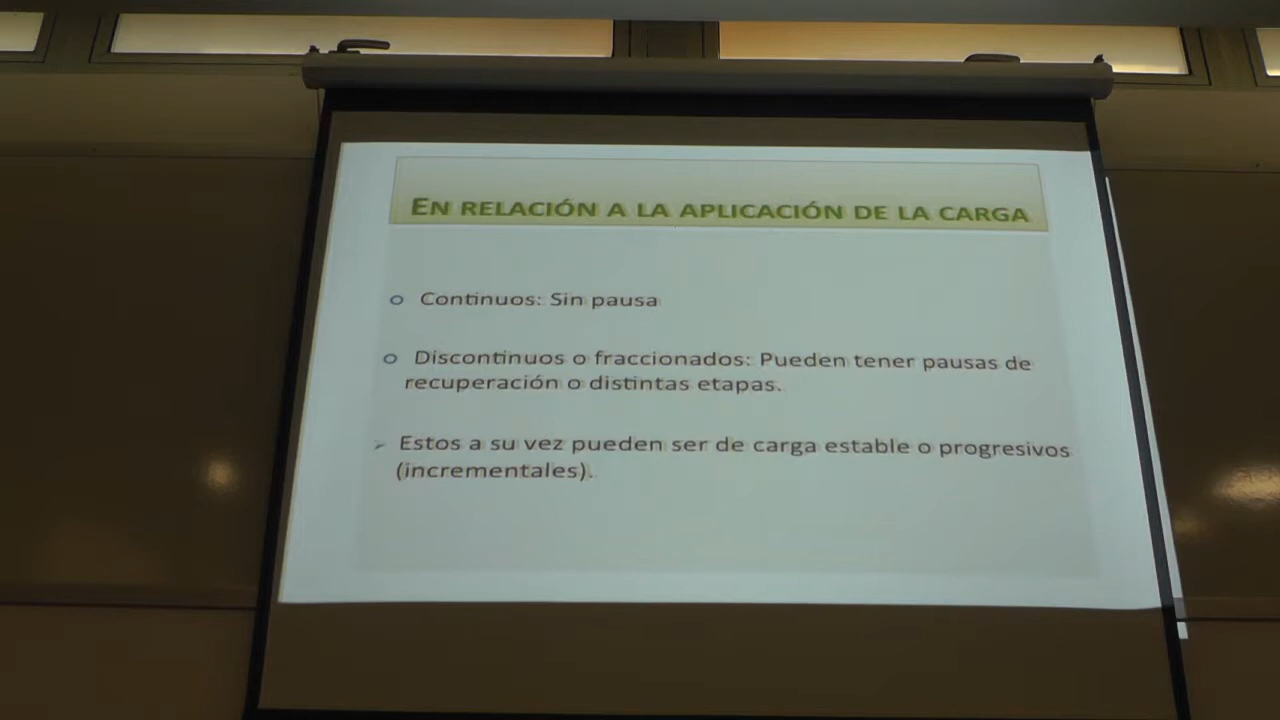 EN RELACIÓN A LA APLICACIÓN DE LA CARGA
Continuos: Sin pausa
Discontinuos o fraccionados: Pueden tener pausas de
recuperación o distintas etapas.
Estos a su vez pueden ser de carga estable o progresivos
(incrementales).